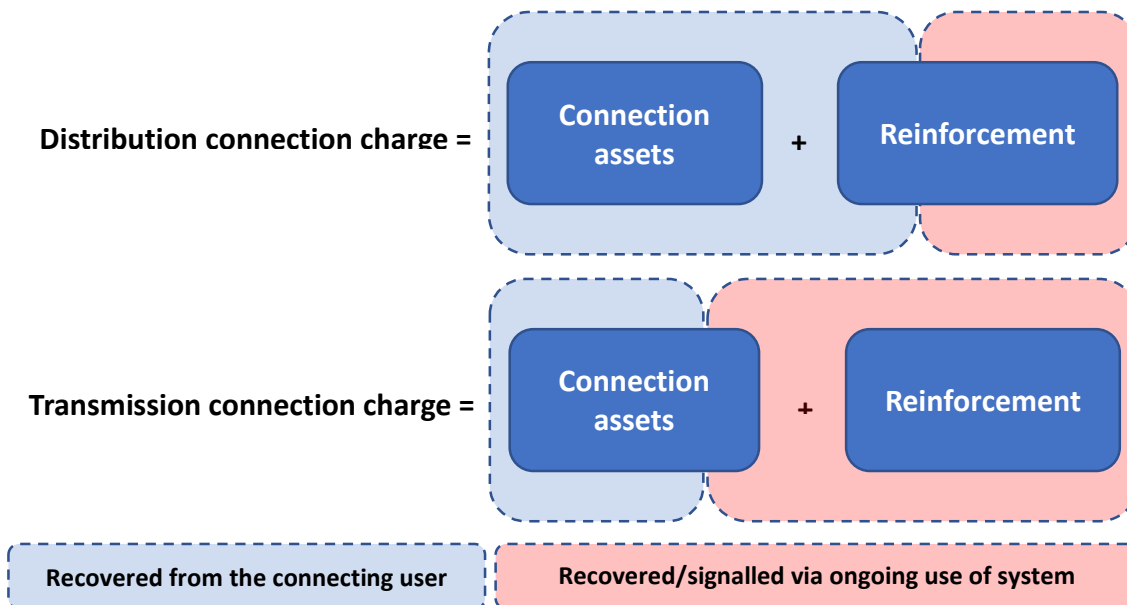 Connection
assets
Distribution connection charge =
+
Reinforcement
Connection
assets
Transmission connection charge =
+
Reinforcement
Recovered from the connecting user
Recovered/signalled via ongoing use of system